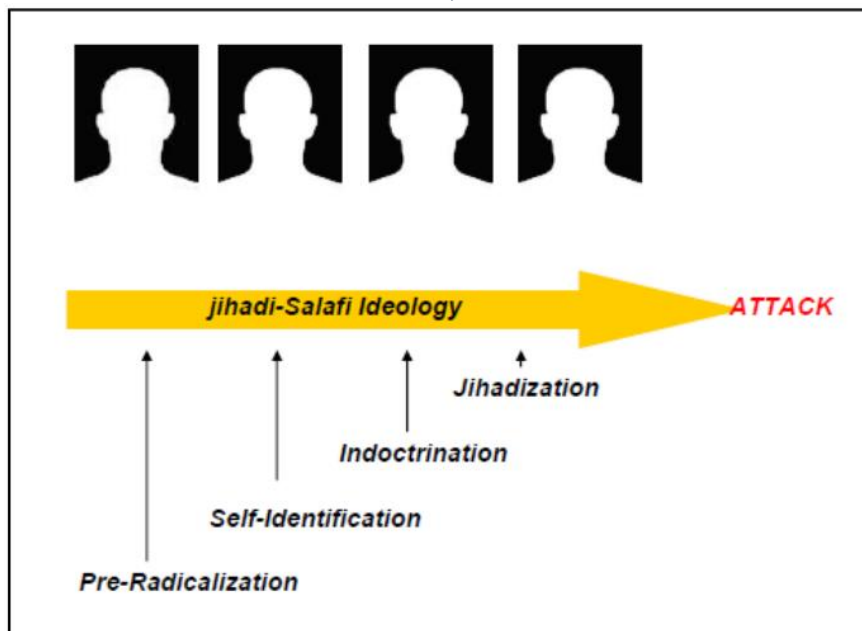 jihadi-Salafi Ideology
ATTACK
Jihadization
Indoctrination
Self-Identification
Pre-Radicalization